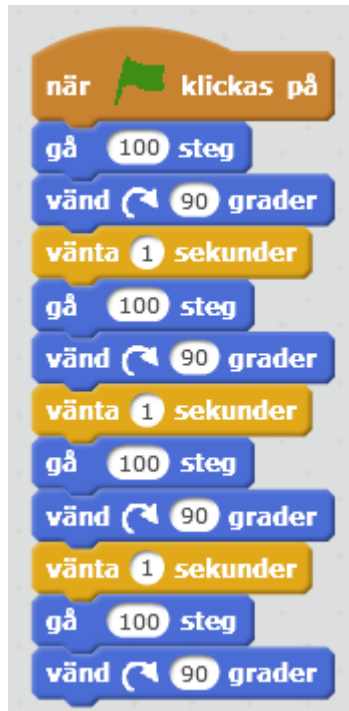 när klickas på
gå 100 steg
vänd 90 grader
vänta 1 sekunder
gå 100 steg
vänd 90 grader
vänta 1 sekunder
gå 100 steg
vänd 90 grader
vänta 1 sekunder
gå 100 steg
vänd 90 grader